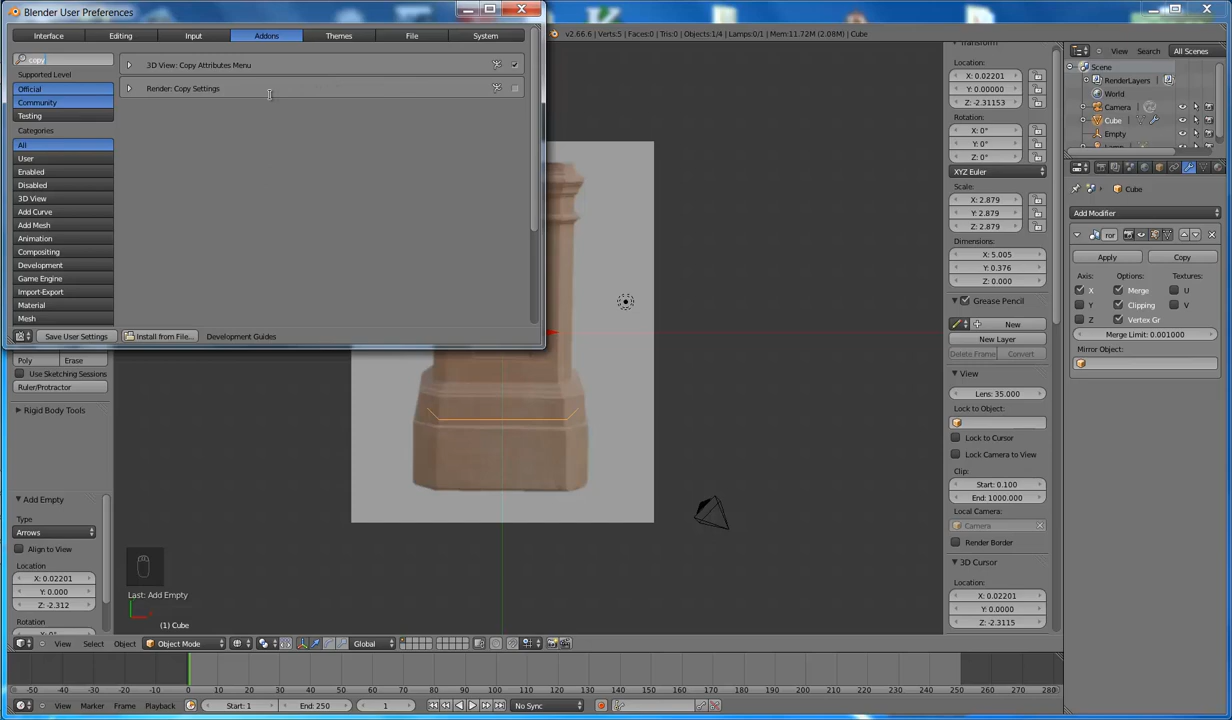 Blender User Preferences
Interface
Editing
Input
Addons
Themes
File
System
copy
Supported Level
Official
Community
Testing
Categories
All
User
Enabled
Disabled
3D View
Add Curve
Add Mesh
Animation
Compositing
Development
Game Engine
Import-Export
Material
Mesh
3D View: Copy Attributes Menu
Render: Copy Settings
Save User Settings
Install from File...
Development Guides
v2.66.6 | Verts:5 | Faces:0 | Tris:0 | Objects:1/4 | Lamps:0/1 | Mem:11.72M (2.08M) | Cube
Poly
Erase
Use Sketching Sessions
Ruler/Protractor
Rigid Body Tools
Add Empty
Type
Arrows
Align to View
Location
X: 0.02201
Y: 0.000
Z: -2.312
Rotation
Last: Add Empty
(1) Cube
Transform
Location:
X: 0.02201
Y: 0.00000
Z: -2.31153
Rotation:
X: 0°
Y: 0°
Z: 0°
XYZ Euler
Scale:
X: 2.879
Y: 2.879
Z: 2.879
Dimensions:
X: 5.005
Y: 0.376
Z: 0.000
Grease Pencil
New
New Layer
Delete Frame
Convert
View
Lens: 35.000
Lock to Object:
Lock to Cursor
Lock Camera to View
Clip:
Start: 0.100
End: 1000.000
Local Camera:
Camera
Render Border
3D Cursor
Location:
X: 0.02201
Y: 0.0000
Z: -2.3115
View
Search
All Scenes
Scene
RenderLayers
World
Camera
Cube
Empty
Cube
Add Modifier
ror
Apply
Copy
Axis:
Options:
Textures:
X
Merge
U
Y
Clipping
V
Z
Vertex Gr
Merge Limit: 0.001000
Mirror Object:
View
Select
Object
Object Mode
Global
-50 -40 -30 -20 -10 0 10 20 30 40 50 60 70 80 90 100 110 120 130 140 150 160 170 180 190 200 210 220 230 240 250 260 270 280
View
Marker
Frame
Playback
Start: 1
End: 250
1
No Sync